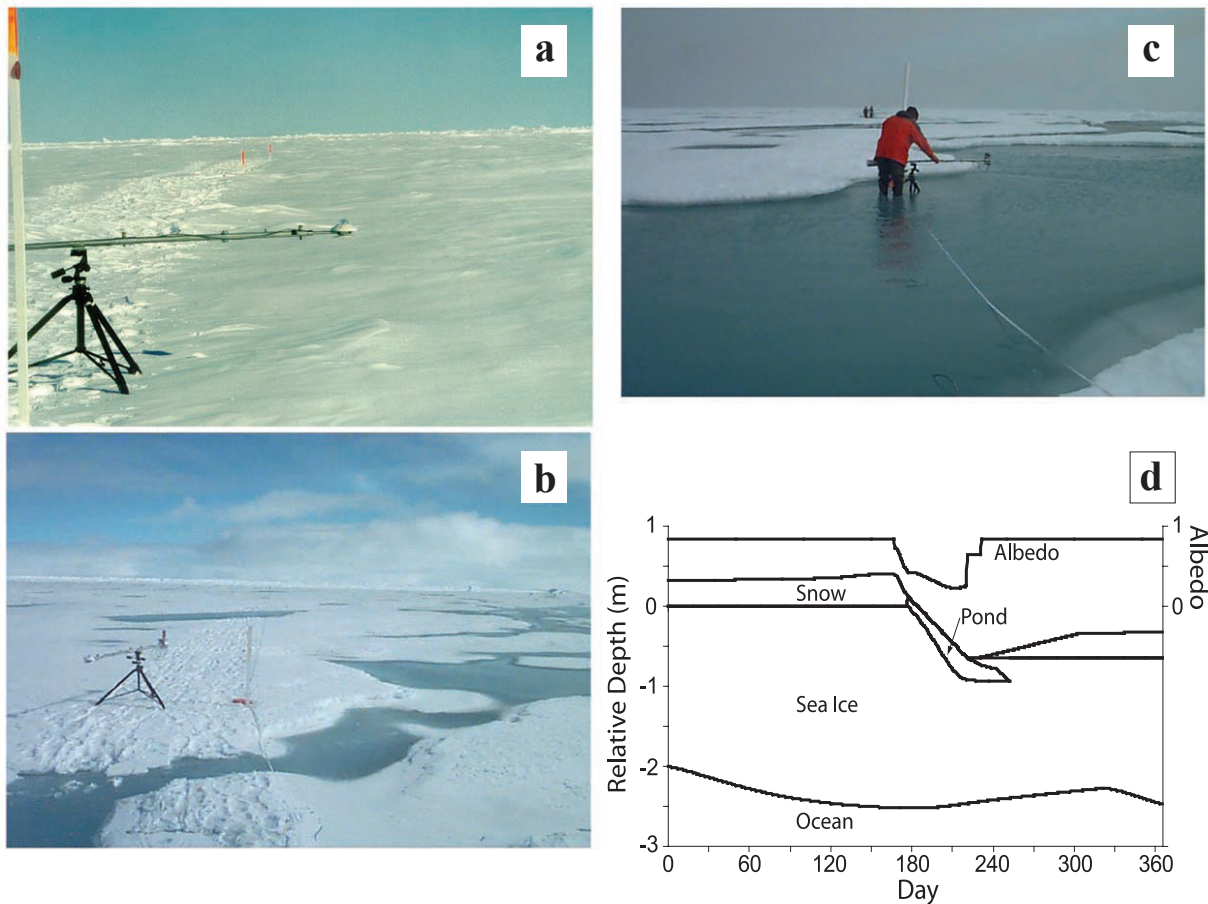 a
c
b
d
1
0
-1
-2
-3
Relative Depth (m)
Snow
Pond
Sea Ice
Ocean
Albedo
1
0
Albedo
0 60 120 180 240 300 360
Day